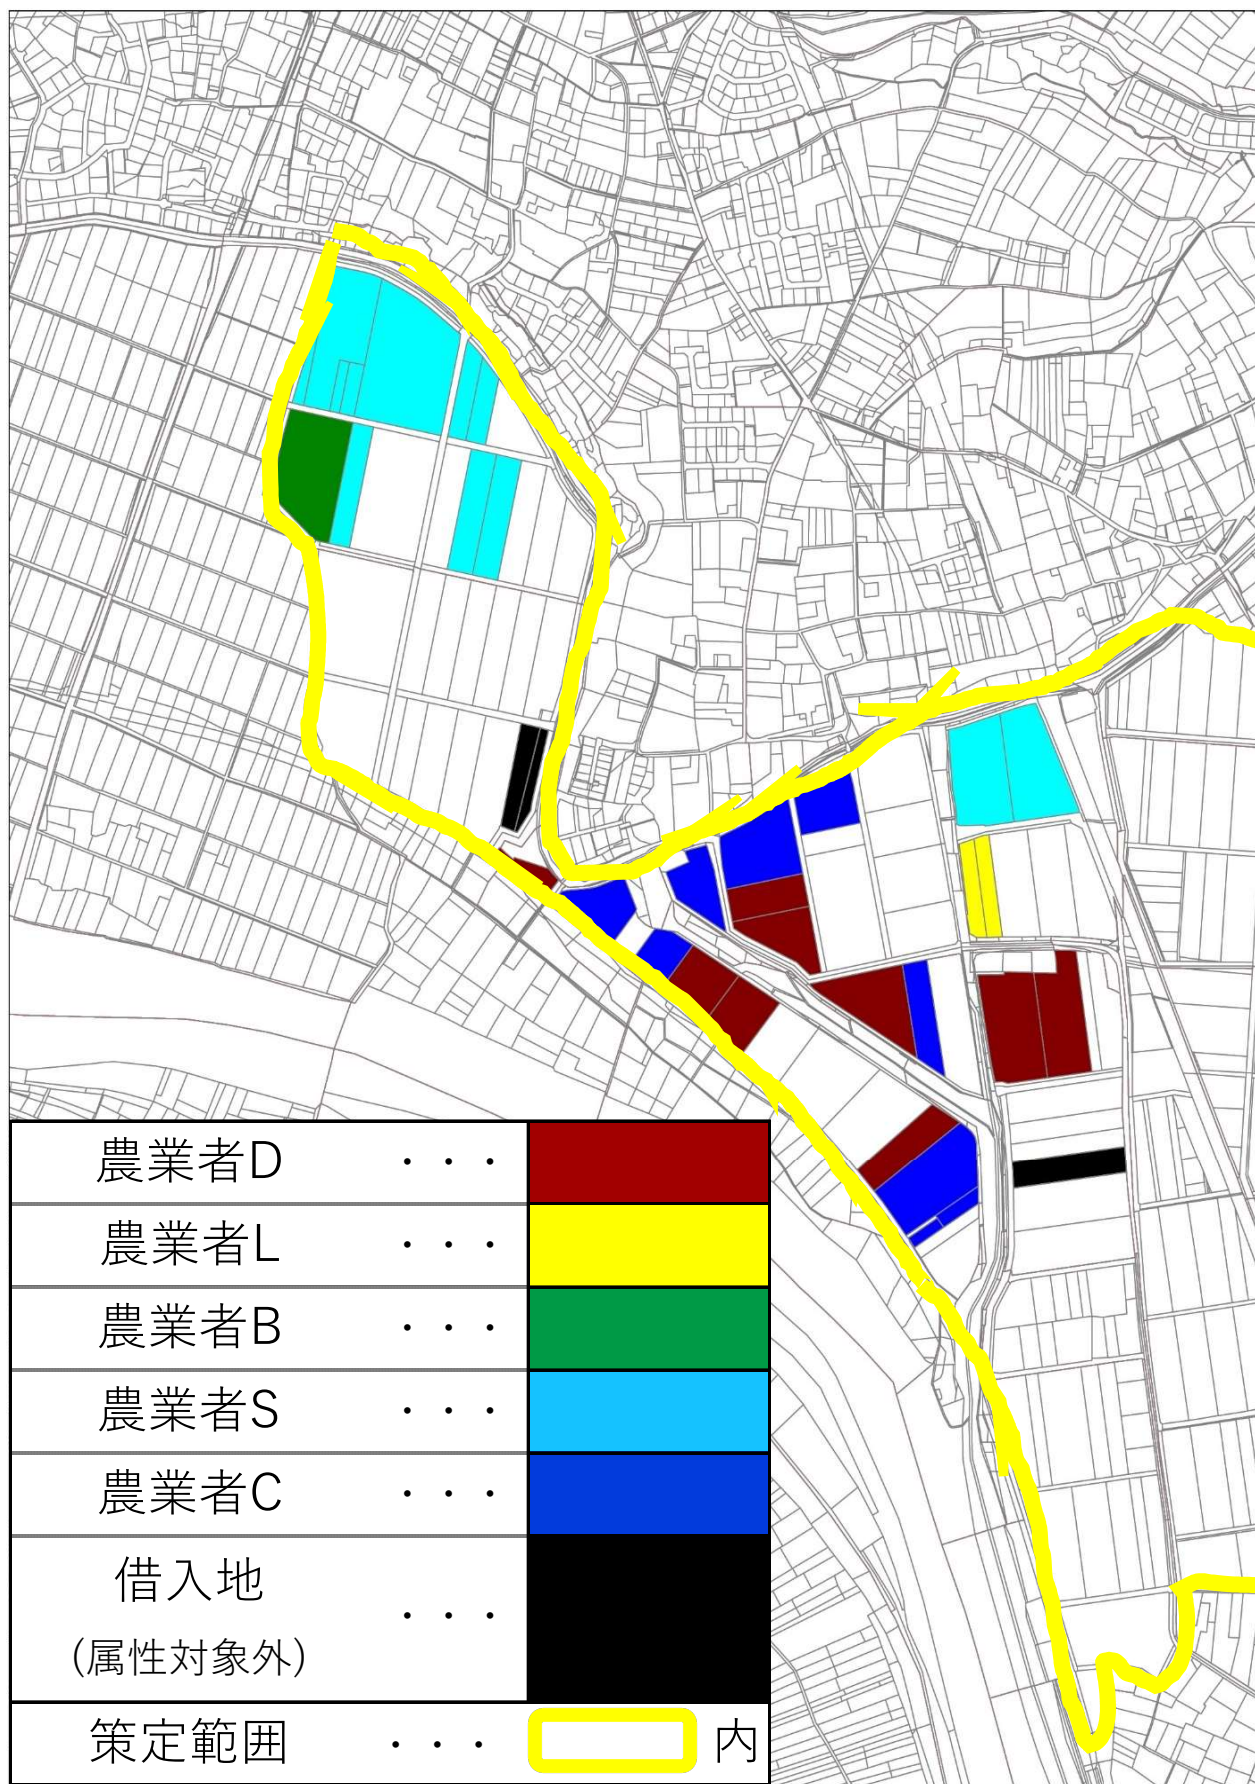 農業者D ・・・
農業者L ・・・
農業者B ・・・
農業者S ・・・
農業者C ・・・
借入地
(属性対象外) ・・・
策定範囲 ・・・ 内